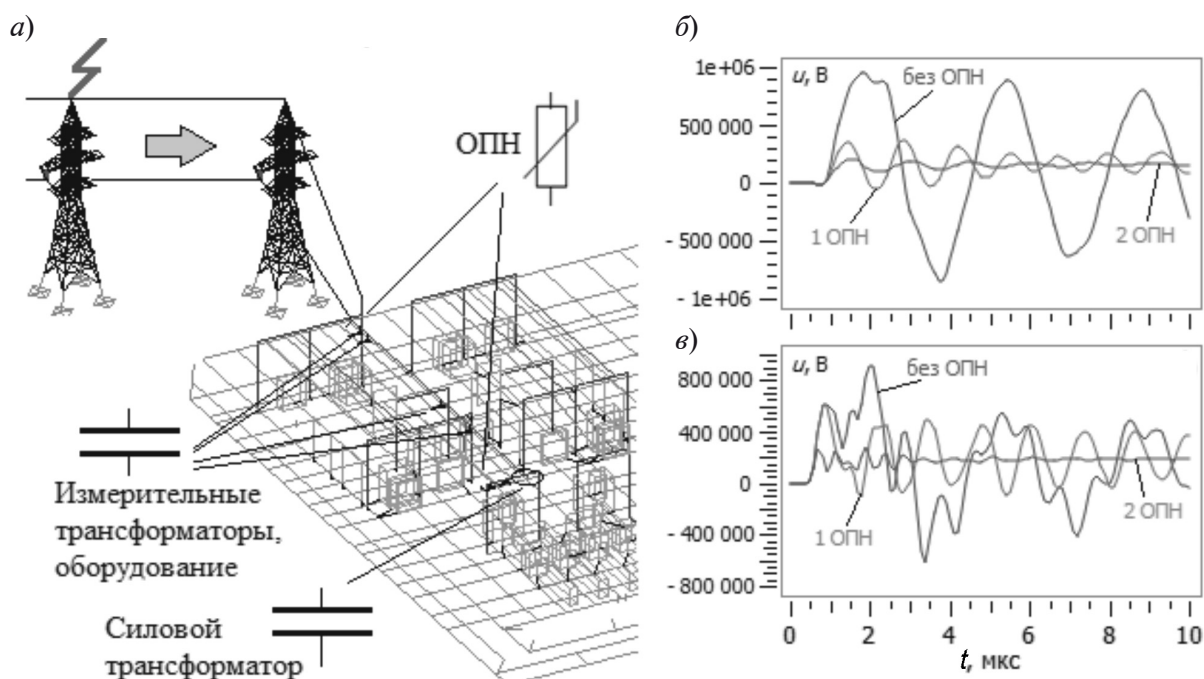 а)
ОПН
Измерительные
трансформаторы,
оборудование
Силовой
трансформатор
б)
1e+06
u, В
без ОПН
500 000
0
1 ОПН
2 ОПН
- 500 000
- 1e+06
в)
u, В
без ОПН
800 000
400 000
0
1 ОПН
2 ОПН
- 400 000
- 800 000
0 2 4 6 8 10
t, мкс